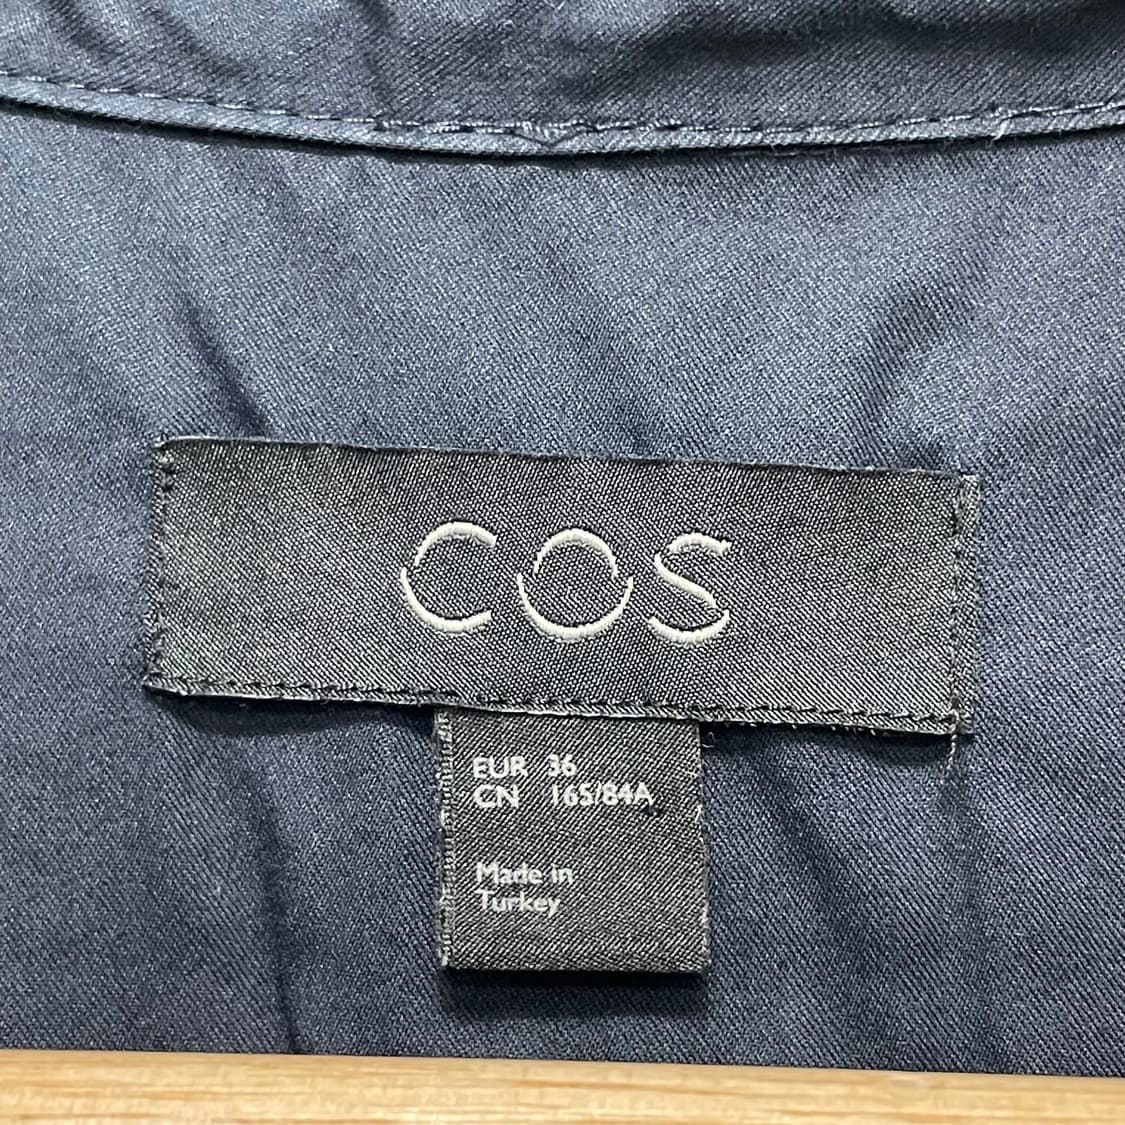 COS
EUR 36
CN 165/84A
Made in
Turkey